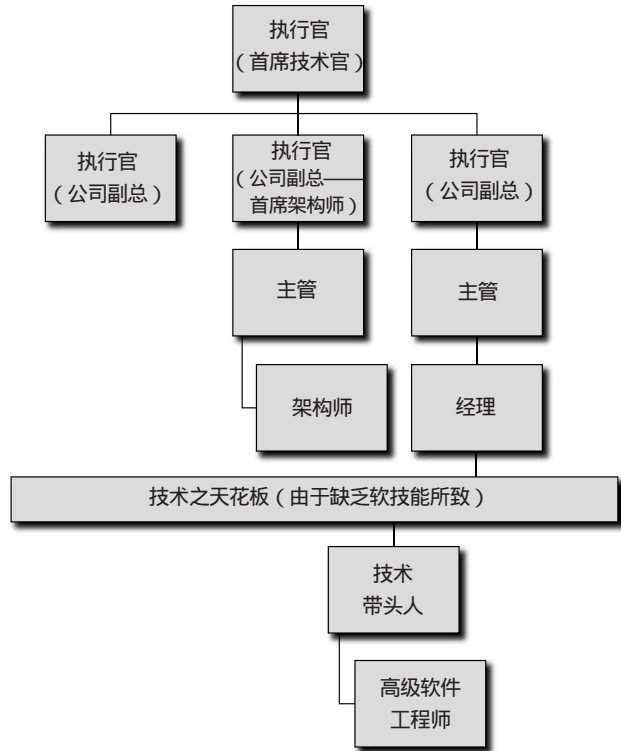 执行官
（首席技术官）
执行官
（公司副总）
执行官
（公司副总——
首席架构师）
执行官
（公司副总）
主管
主管
架构师
经理
技术之天花板（由于缺乏软技能所致）
技术
带头人
高级软件
工程师